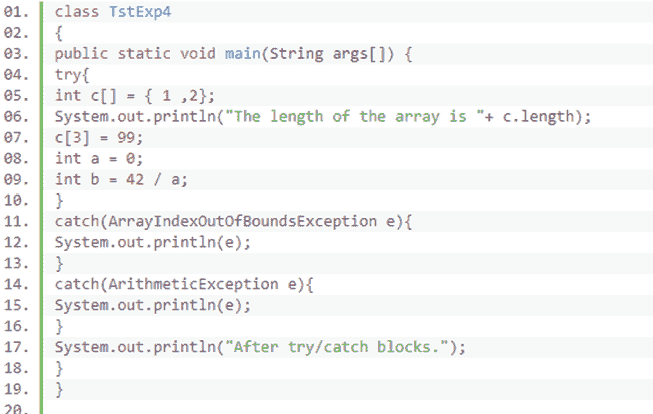 01. class TstExp4
02. {
03. public static void main(String args[]) {
04. try{
05. int c[] = { 1 ,2};
06. System.out.println("The length of the array is "+ c.length);
07. c[3] = 99;
08. int a = 0;
09. int b = 42 / a;
10. }
11. catch(ArrayIndexOutOfBoundsException e){
12. System.out.println(e);
13. }
14. catch(ArithmeticException e){
15. System.out.println(e);
16. }
17. System.out.println("After try/catch blocks.");
18. }
19. }
20.